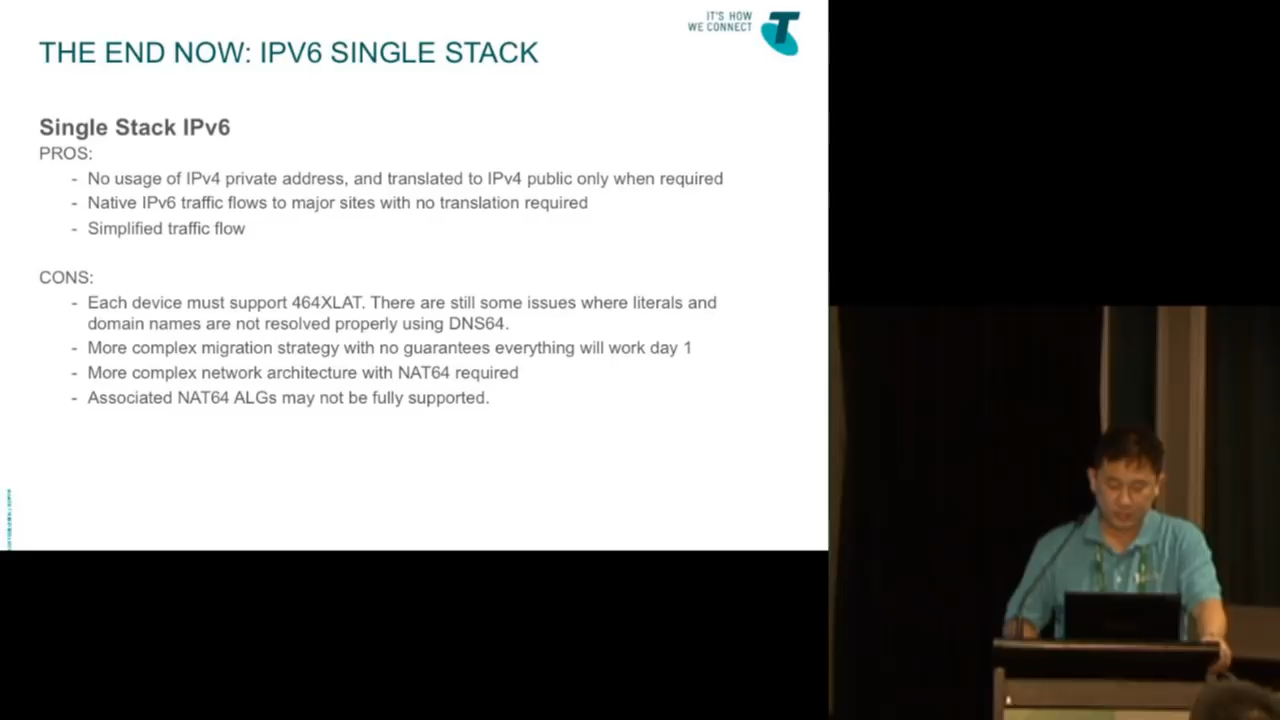 IT'S HOW
WE CONNECT
THE END NOW: IPV6 SINGLE STACK
Single Stack IPv6
PROS:
- No usage of IPv4 private address, and translated to IPv4 public only when required
- Native IPv6 traffic flows to major sites with no translation required
- Simplified traffic flow
CONS:
- Each device must support 464XLAT. There are still some issues where literals and
domain names are not resolved properly using DNS64.
- More complex migration strategy with no guarantees everything will work day 1
- More complex network architecture with NAT64 required
- Associated NAT64 ALGs may not be fully supported.